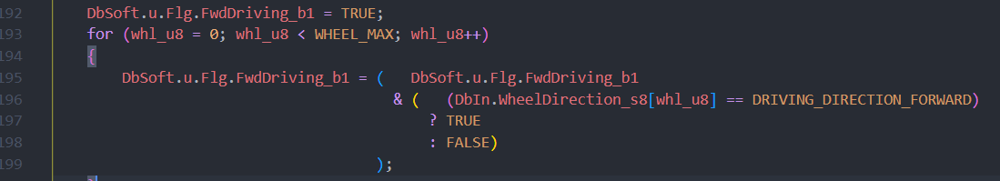 192 DbSoft.u.Flg.FwdDriving_b1 = TRUE;
193 for (whl_u8 = 0; whl_u8 < WHEEL_MAX; whl_u8++)
194 {
195 DbSoft.u.Flg.FwdDriving_b1 = ( DbSoft.u.Flg.FwdDriving_b1
196 & ( (DbIn.WheelDirection_s8[whl_u8] == DRIVING_DIRECTION_FORWARD)
197 ? TRUE
198 : FALSE)
199 );
}